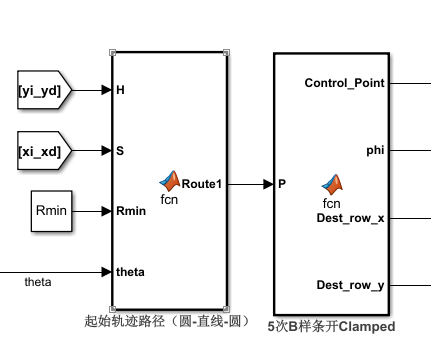 [yi_yd]
H
[xi_xd]
S
Rmin
Rmin
theta
theta
Route1
fcn
起始轨迹路径（圆-直线-圆）
P
fcn
Control_Point
phi
Dest_row_x
Dest_row_y
5次B样条开Clamped